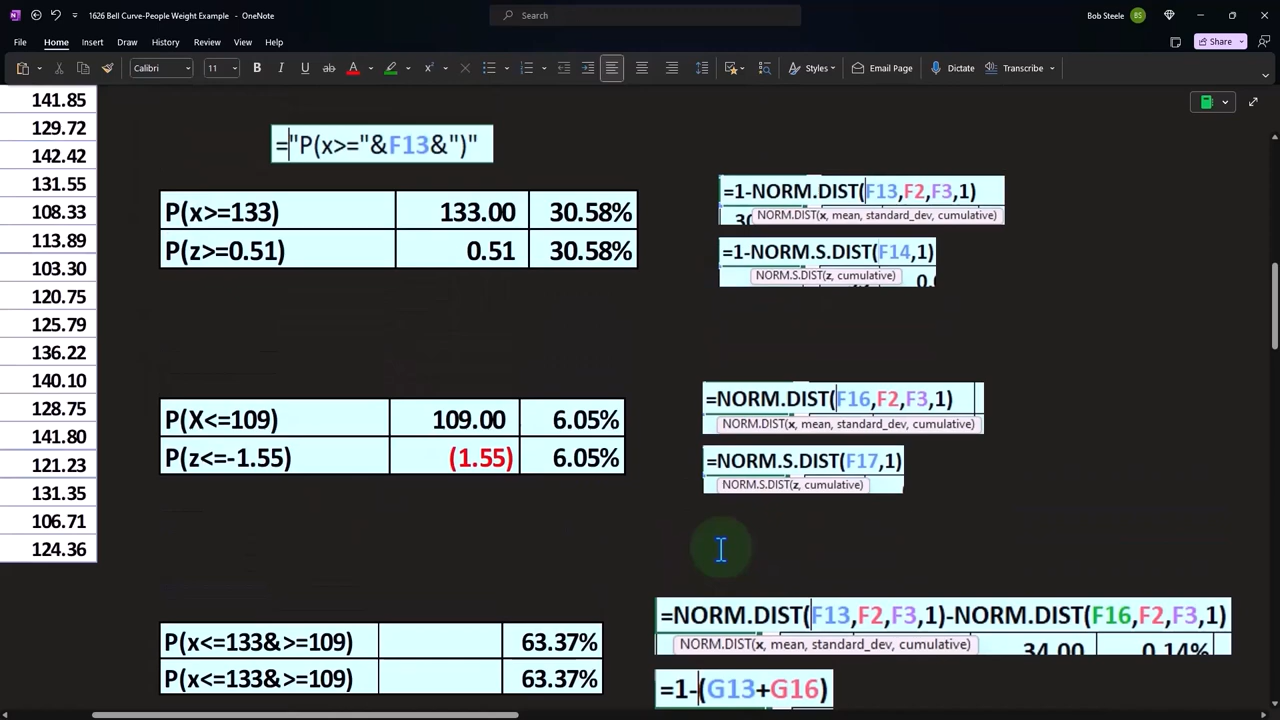 1626 Bell Curve-People Weight Example - OneNote
Search
Bob Steele
BS
File Home Insert Draw History Review View Help
Share
Calibri 11 B I U ab A x Styles Email Page Dictate Transcribe
141.85
129.72
142.42
131.55
108.33
113.89
103.30
120.75
125.79
136.22
140.10
128.75
141.80
121.23
131.35
106.71
124.36
="P(x>="&F13&")"
P(x>=133) 133.00 30.58%
P(z>=0.51) 0.51 30.58%
=1-NORM.DIST(F13,F2,F3,1)
NORM.DIST(x, mean, standard_dev, cumulative)
=1-NORM.S.DIST(F14,1)
NORM.S.DIST(z, cumulative)
P(X<=109) 109.00 6.05%
P(z<=-1.55) (1.55) 6.05%
=NORM.DIST(F16,F2,F3,1)
NORM.DIST(x, mean, standard_dev, cumulative)
=NORM.S.DIST(F17,1)
NORM.S.DIST(z, cumulative)
P(x<=133&>=109) 63.37%
P(x<=133&>=109) 63.37%
=NORM.DIST(F13,F2,F3,1)-NORM.DIST(F16,F2,F3,1)
NORM.DIST(x, mean, standard_dev, cumulative)
34.00 0.14%
=1-(G13+G16)